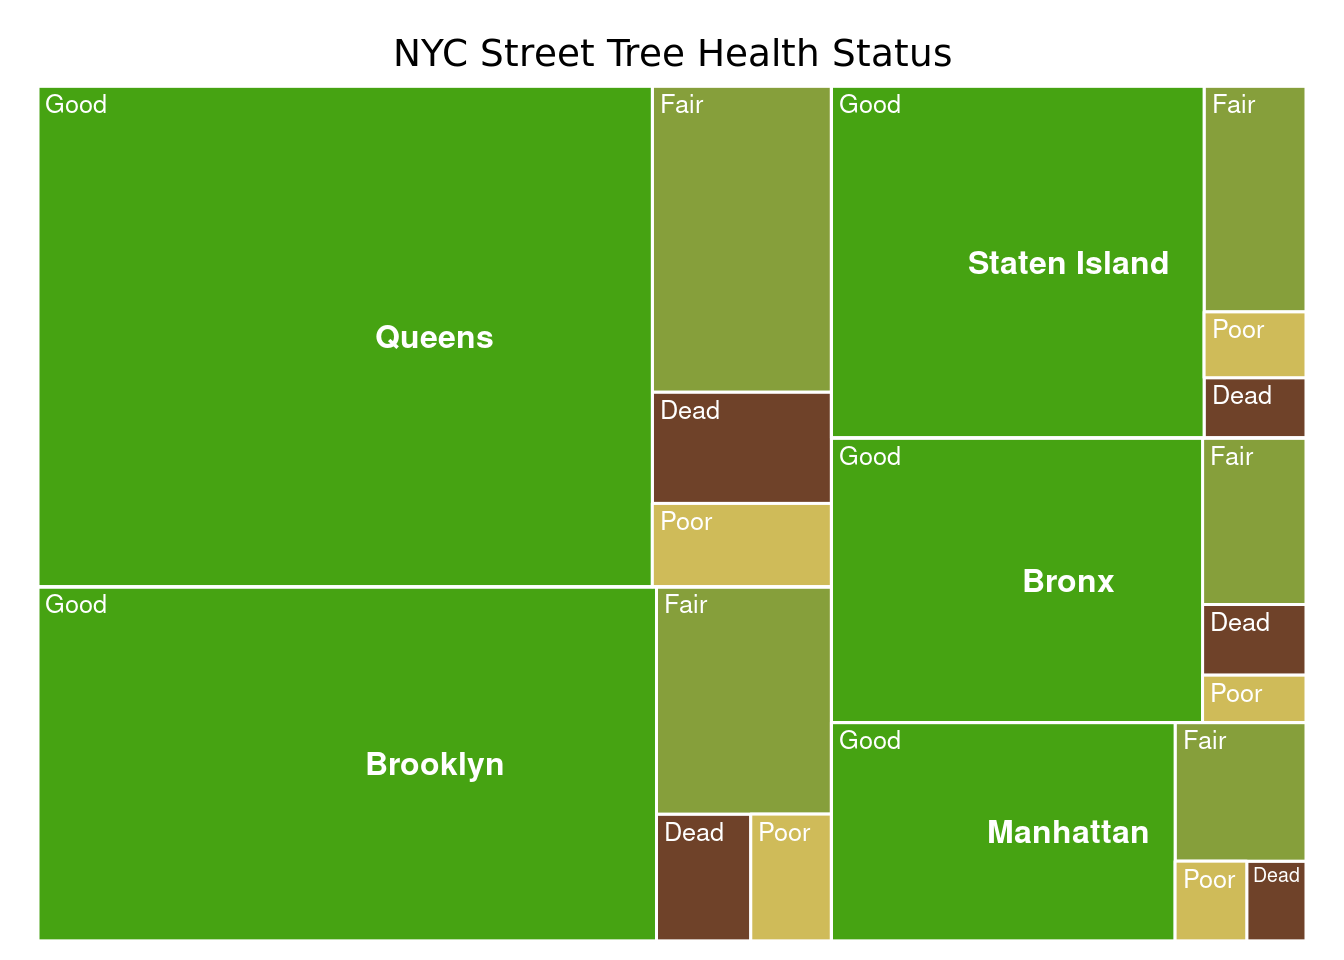 NYC Street Tree Health Status
Good
Fair
Queens
Dead
Poor
Good
Fair
Brooklyn
Dead
Poor
Good
Fair
Staten Island
Poor
Dead
Good
Fair
Bronx
Dead
Poor
Good
Fair
Manhattan
Poor
Dead